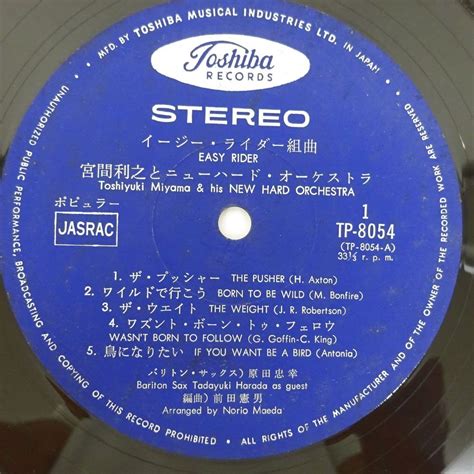 MFD. BY TOSHIBA MUSICAL INDUSTRIES LTD. IN JAPAN
Toshiba
RECORDS
STEREO
イージー・ライダー組曲
EASY RIDER
宮間利之とニューハード・オーケストラ
Toshiyuki Miyama & his NEW HARD ORCHESTRA
ポピュラー
JASRAC
1
TP-8054
(TP-8054-A)
33⅓ r. p. m.
1. ザ・プッシャー THE PUSHER (H. Axton)
2. ワイルドで行こう BORN TO BE WILD (M. Bonfire)
3. ザ・ウエイト THE WEIGHT (J. R. Robertson)
4. ワズント・ボーン・トゥ・フェロウ
WASN'T BORN TO FOLLOW (G. Goffin-C. King)
5. 鳥になりたい IF YOU WANT BE A BIRD (Antonia)
バリトン・サックス) 原田忠幸
Bariton Sax Tadayuki Harada as guest
編曲) 前田憲男
Arranged by Norio Maeda
UNAUTHORIZED PUBLIC PERFORMANCE, BROADCASTING AND COPYING OF THIS RECORD PROHIBITED · ALL RIGHTS OF THE MANUFACTURER AND OF THE OWNER OF THE RECORDED WORK RESERVED